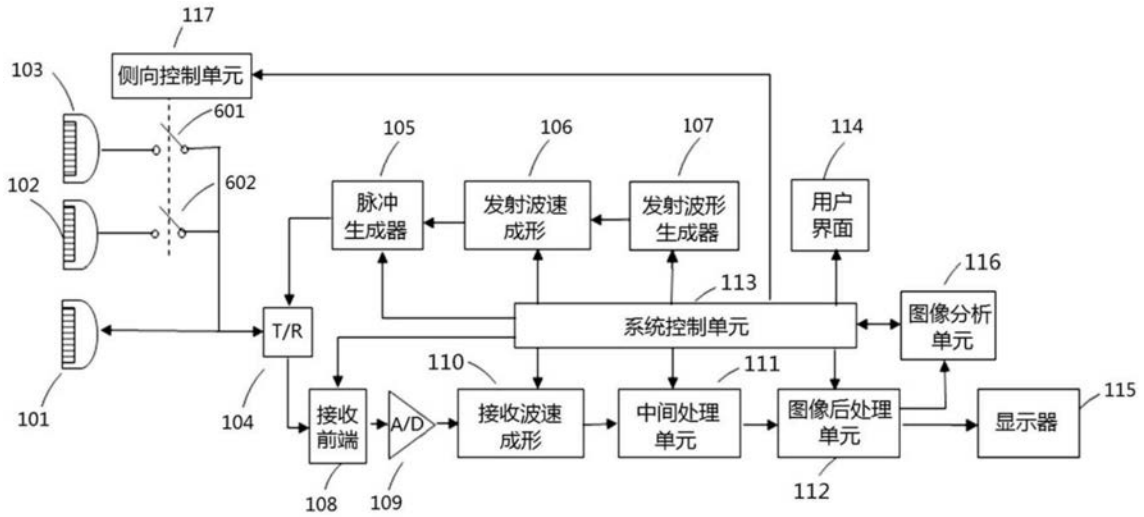 117
103
侧向控制单元
601
105
106
107
114
102
602
脉冲
生成器
发射波速
成形
发射波形
生成器
用户
界面
116
113
T/R
系统控制单元
图像分析
单元
101
104
110
111
接收
前端
A/D
接收波速
成形
中间处理
单元
图像后处理
单元
显示器
115
108
109
112